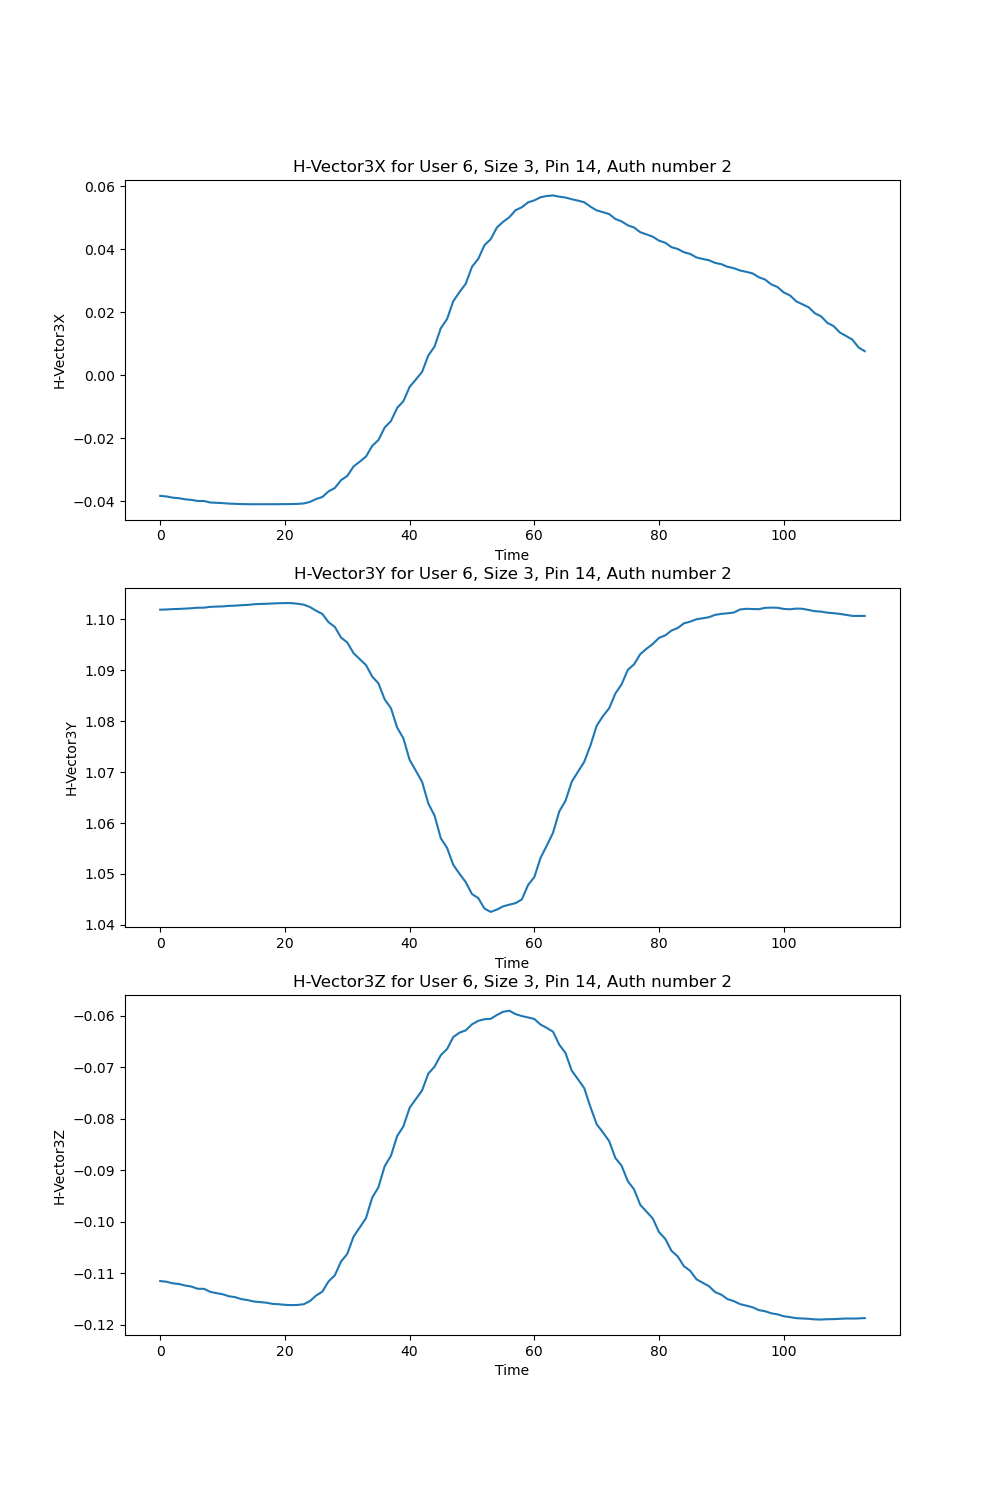 H-Vector3X for User 6, Size 3, Pin 14, Auth number 2
0.06
0.04
0.02
0.00
−0.02
−0.04
H-Vector3X
0 20 40 60 80 100
Time
H-Vector3Y for User 6, Size 3, Pin 14, Auth number 2
1.10
1.09
1.08
1.07
1.06
1.05
1.04
H-Vector3Y
0 20 40 60 80 100
Time
H-Vector3Z for User 6, Size 3, Pin 14, Auth number 2
−0.06
−0.07
−0.08
−0.09
−0.10
−0.11
−0.12
H-Vector3Z
0 20 40 60 80 100
Time